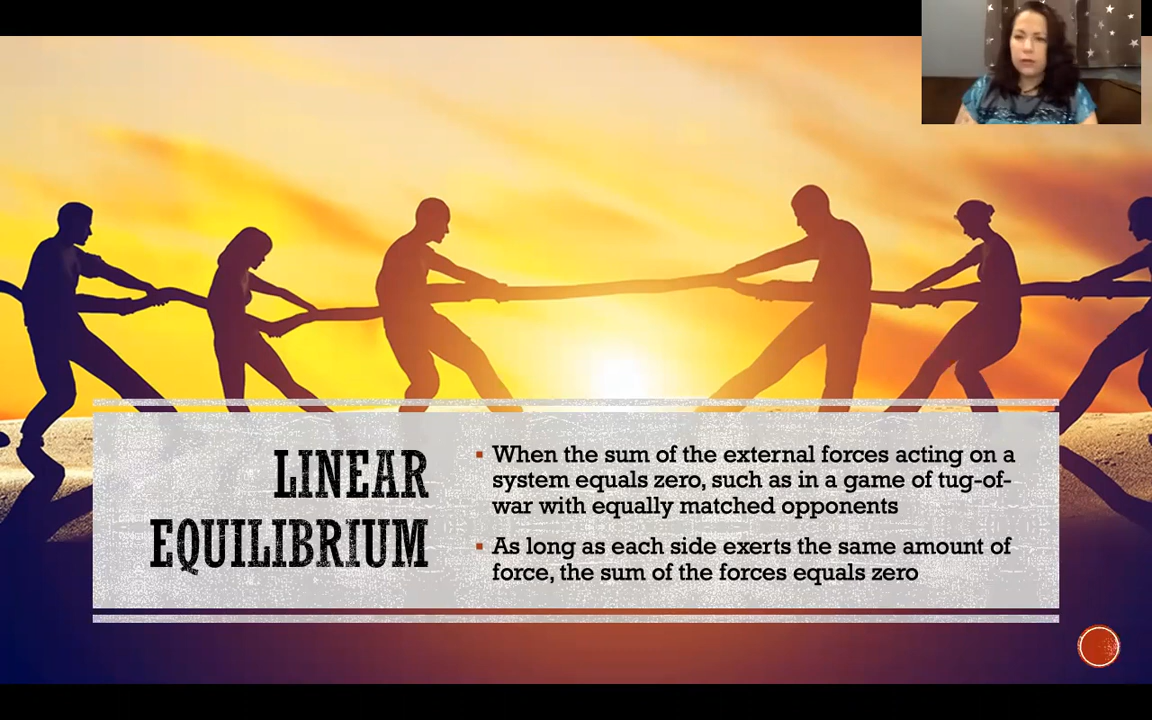 LINEAR
EQUILIBRIUM
When the sum of the external forces acting on a
system equals zero, such as in a game of tug-of-
war with equally matched opponents
As long as each side exerts the same amount of
force, the sum of the forces equals zero